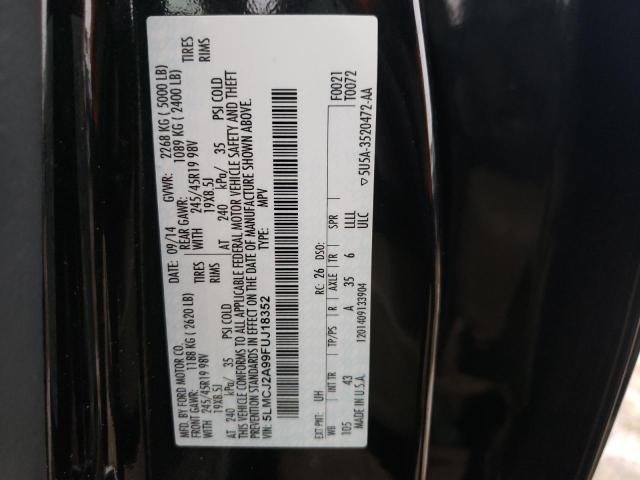 MFD. BY FORD MOTOR CO.
DATE: 09/14 GVWR: 2268 KG ( 5000 LB)
FRONT GAWR: 1188 KG ( 2620 LB) REAR GAWR: 1089 KG ( 2400 LB)
WITH 245/45R19 98V TIRES WITH 245/45R19 98V TIRES
19X8.5J RIMS 19X8.5J RIMS
AT 240 kPa/ 35 PSI COLD AT 240 kPa/ 35 PSI COLD
THIS VEHICLE CONFORMS TO ALL APPLICABLE FEDERAL MOTOR VEHICLE SAFETY AND THEFT
PREVENTION STANDARDS IN EFFECT ON THE DATE OF MANUFACTURE SHOWN ABOVE.
VIN: 5LMCJ2A99FUJ18352 TYPE: MPV
F0021
T0072
EXT PNT: UH RC: 26 DSO:
WB INT TR TP/PS R AXLE TR SPR
105 43 A 35 6 LLL
ULC
▽5U5A-3520472-AA
MADE IN U.S.A. 1201409133904